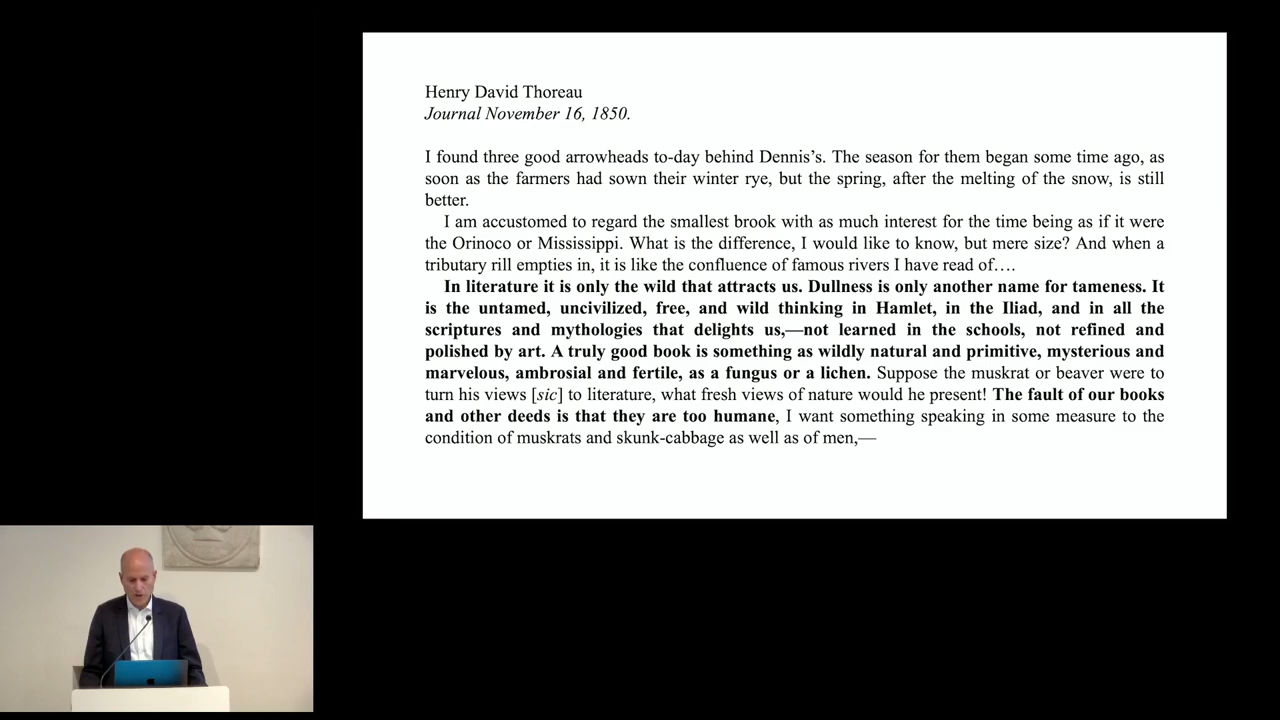 Henry David Thoreau
Journal November 16, 1850.
I found three good arrowheads to-day behind Dennis’s. The season for them began some time ago, as
soon as the farmers had sown their winter rye, but the spring, after the melting of the snow, is still
better.
I am accustomed to regard the smallest brook with as much interest for the time being as if it were
the Orinoco or Mississippi. What is the difference, I would like to know, but mere size? And when a
tributary rill empties in, it is like the confluence of famous rivers I have read of….
In literature it is only the wild that attracts us. Dullness is only another name for tameness. It
is the untamed, uncivilized, free, and wild thinking in Hamlet, in the Iliad, and in all the
scriptures and mythologies that delights us,—not learned in the schools, not refined and
polished by art. A truly good book is something as wildly natural and primitive, mysterious and
marvelous, ambrosial and fertile, as a fungus or a lichen. Suppose the muskrat or beaver were to
turn his views [sic] to literature, what fresh views of nature would he present! The fault of our books
and other deeds is that they are too humane, I want something speaking in some measure to the
condition of muskrats and skunk-cabbage as well as of men,—